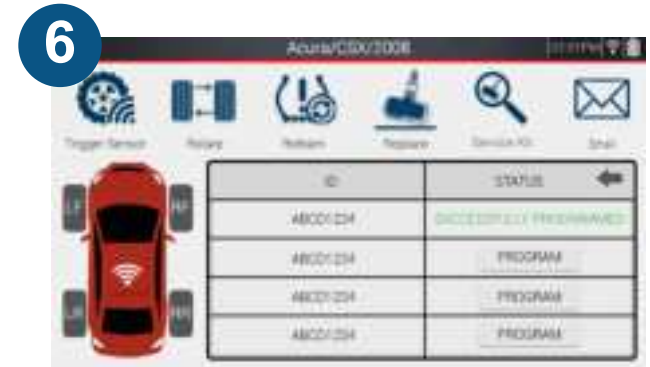 6
Acura/CSX/2008
Trigger Sensor
Rotate
Relearn
Replace
Service Kit
Email
LF
RF
LR
RR
ID STATUS
ABCD1234 SUCCESSFULLY PROGRAMMED
ABCD1234 PROGRAM
ABCD1234 PROGRAM
ABCD1234 PROGRAM